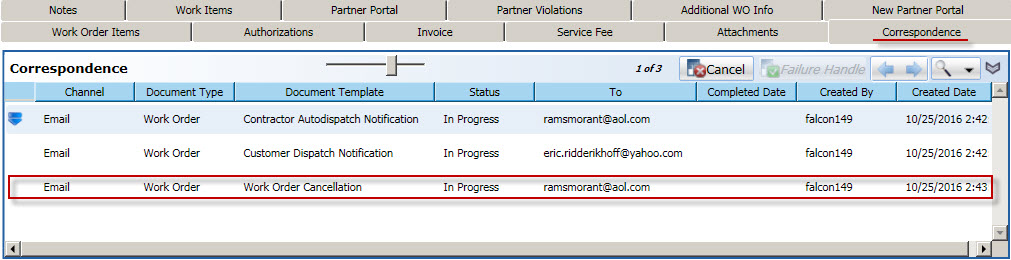 Notes Work Items Partner Portal Partner Violations Additional WO Info New Partner Portal
Work Order Items Authorizations Invoice Service Fee Attachments Correspondence
Correspondence 1 of 3 Cancel Failure Handle
Channel Document Type Document Template Status To Completed Date Created By Created Date
Email Work Order Contractor Autodispatch Notification In Progress ramsmorant@aol.com falcon149 10/25/2016 2:42
Email Work Order Customer Dispatch Notification In Progress eric.ridderikhoff@yahoo.com falcon149 10/25/2016 2:42
Email Work Order Work Order Cancellation In Progress ramsmorant@aol.com falcon149 10/25/2016 2:43